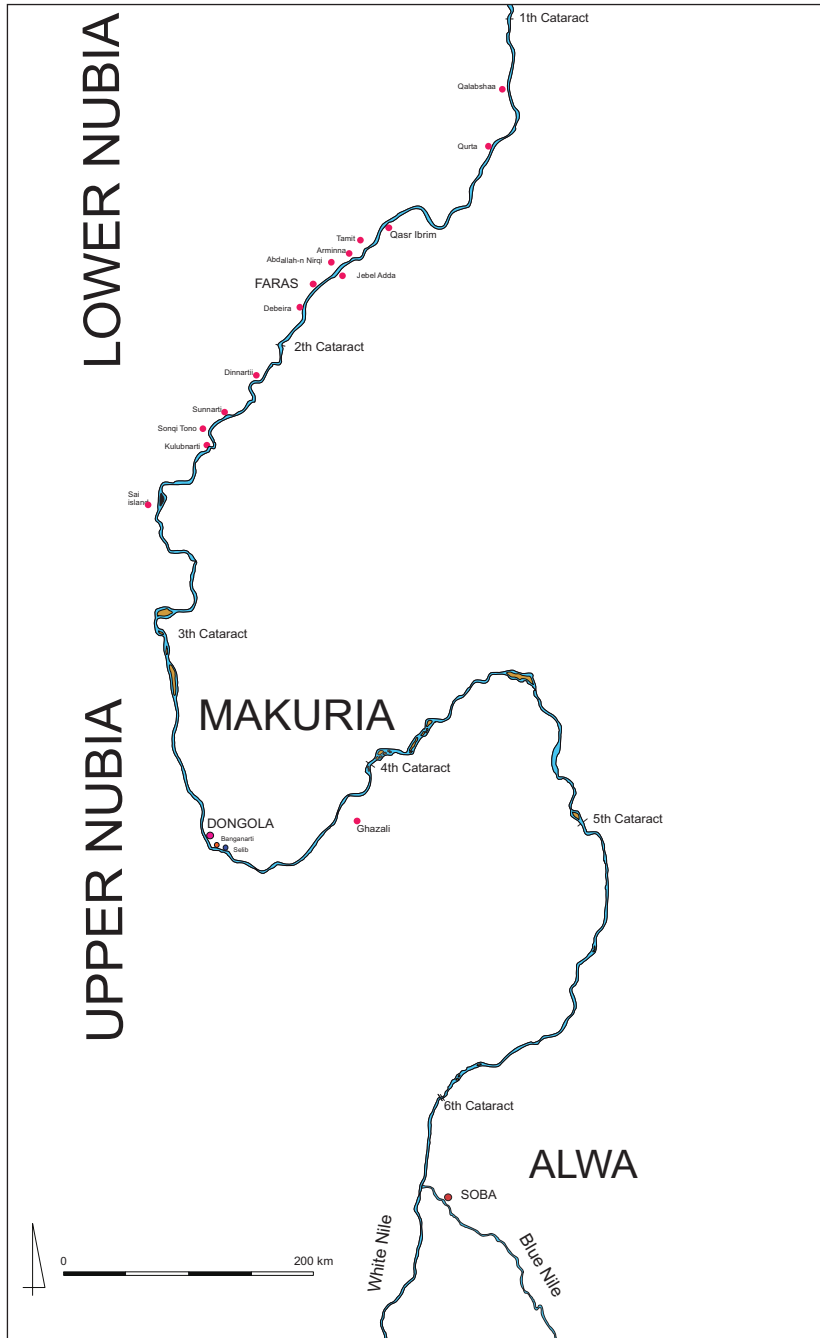 1th Cataract
LOWER NUBIA
Qalabshaa
Qurta
Qasr Ibrim
Tamit
Arminna
Abdallah-n Nirqi
Jebel Adda
FARAS
Debeira
2th Cataract
Dinnartii
Sunnarti
Sonqi Tono
Kulubnarti
Sai
island
3th Cataract
MAKURIA
UPPER NUBIA
4th Cataract
DONGOLA
Ghazali
5th Cataract
Banganarti
Selib
6th Cataract
ALWA
SOBA
White Nile
Blue Nile
0 200 km